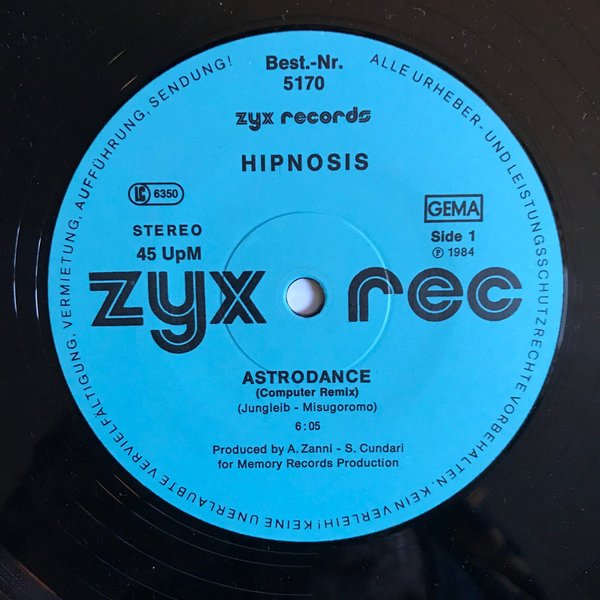 Best.-Nr.
5170
zyx records
HIPNOSIS
LC 6350
GEMA
STEREO
45 UpM
Side 1
℗ 1984
zyx rec
ASTRODANCE
(Computer Remix)
(Jungleib - Misugoromo)
6:05
Produced by A. Zanni - S. Cundari
for Memory Records Production
ALLE URHEBER- UND LEISTUNGSSCHUTZRECHTE VORBEHALTEN. KEIN VERLEIH! KEINE UNERLAUBTE VERVIELFÄLTIGUNG, VERMIETUNG, AUFFÜHRUNG, SENDUNG!